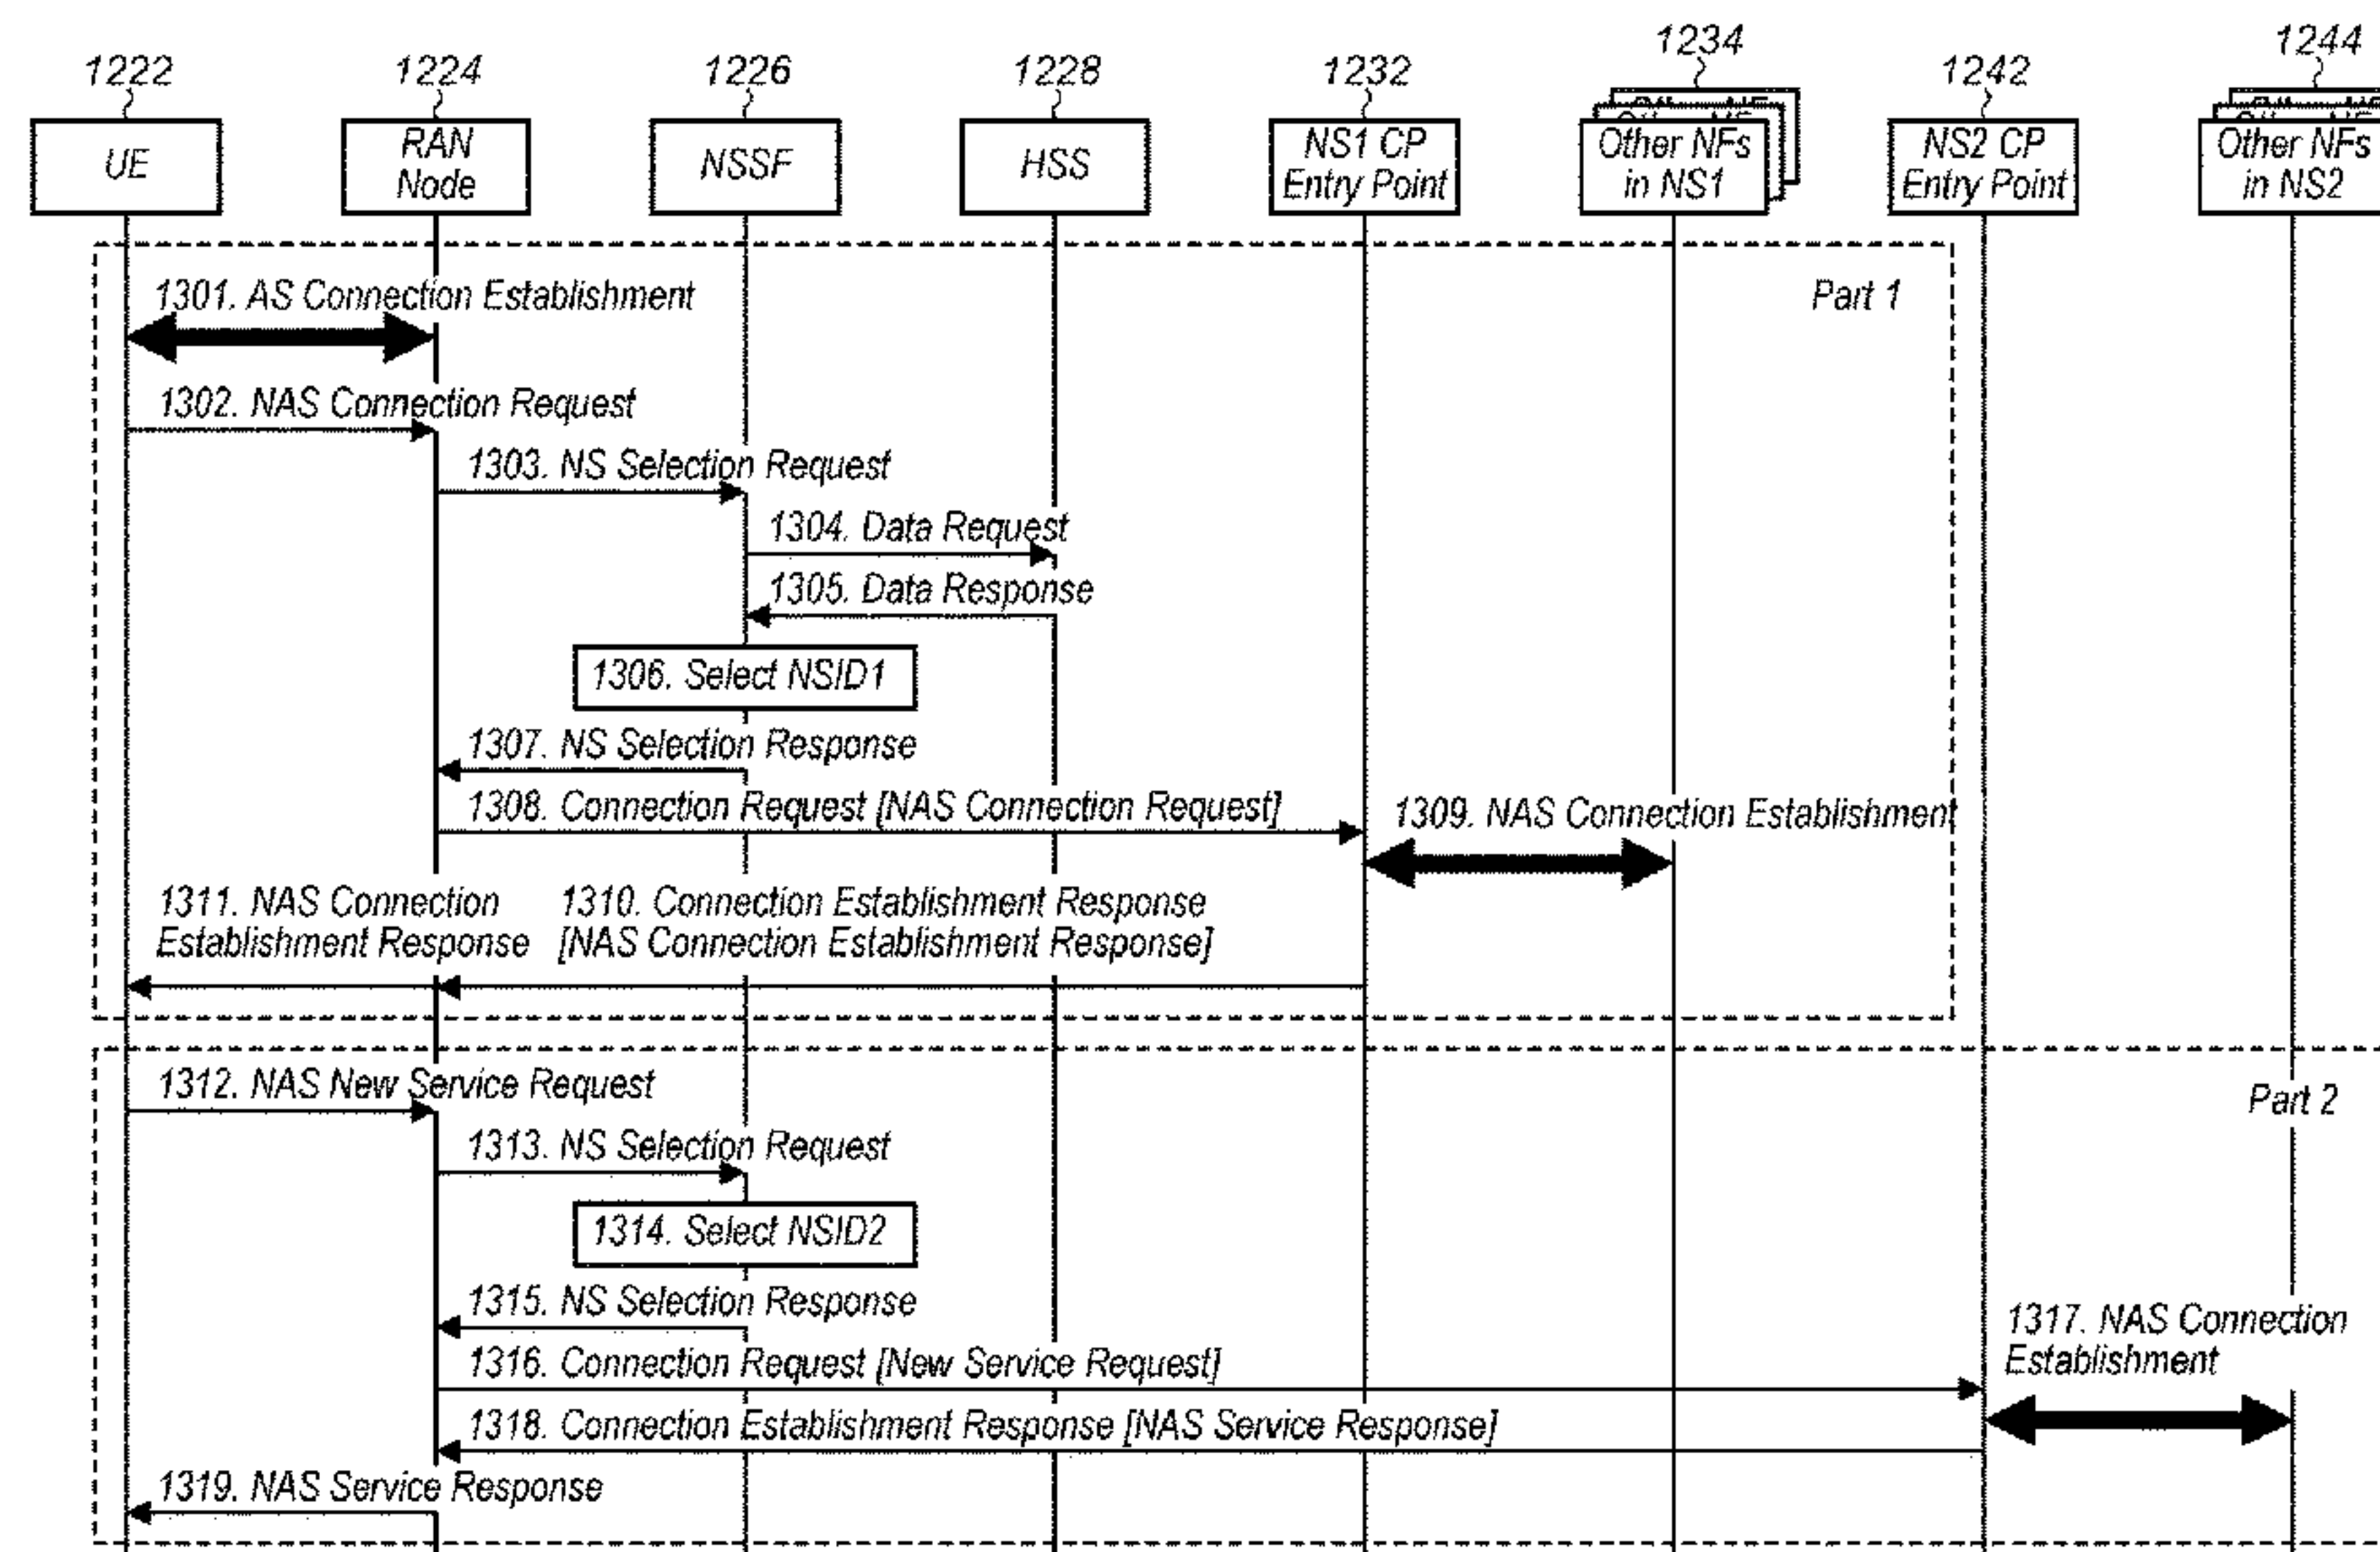 1222
1224
1226
1228
1232
1234
1242
1244
UE
RAN
Node
NSSF
HSS
NS1 CP
Entry Point
Other NFs
in NS1
NS2 CP
Entry Point
Other NFs
in NS2
Part 1
1301. AS Connection Establishment
1302. NAS Connection Request
1303. NS Selection Request
1304. Data Request
1305. Data Response
1306. Select NSID1
1307. NS Selection Response
1308. Connection Request [NAS Connection Request]
1309. NAS Connection Establishment
1311. NAS Connection
Establishment Response
1310. Connection Establishment Response
[NAS Connection Establishment Response]
1312. NAS New Service Request
Part 2
1313. NS Selection Request
1314. Select NSID2
1315. NS Selection Response
1316. Connection Request [New Service Request]
1317. NAS Connection
Establishment
1318. Connection Establishment Response [NAS Service Response]
1319. NAS Service Response